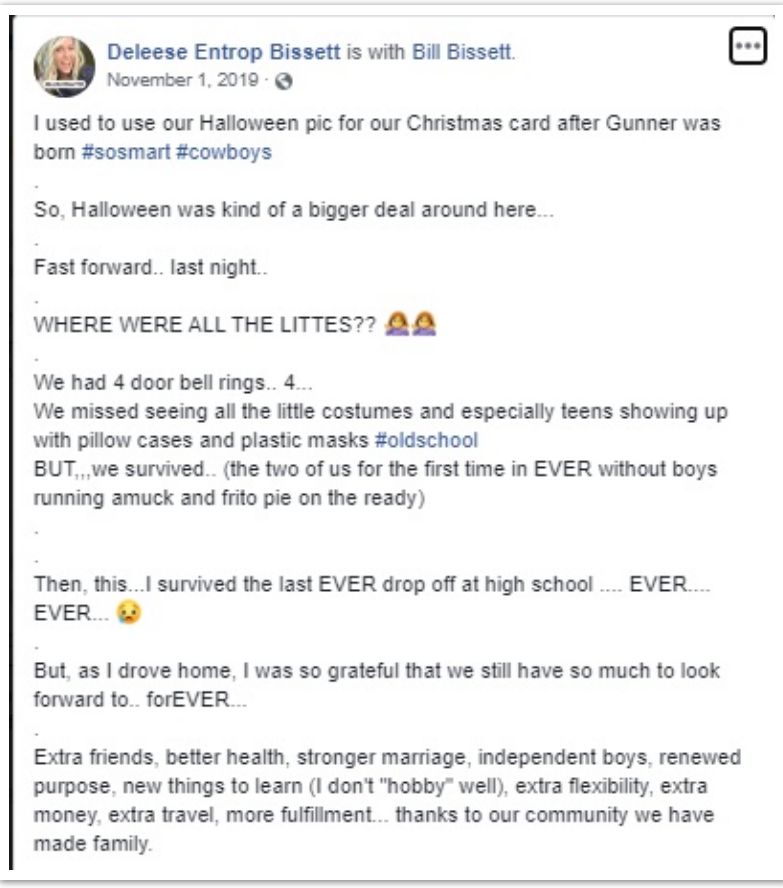 Deleese Entrop Bissett is with Bill Bissett.
November 1, 2019 ·
I used to use our Halloween pic for our Christmas card after Gunner was
born #sosmart #cowboys
.
So, Halloween was kind of a bigger deal around here...
.
Fast forward.. last night..
.
WHERE WERE ALL THE LITTES?? 🤦‍♀️🤦‍♀️
.
We had 4 door bell rings.. 4...
We missed seeing all the little costumes and especially teens showing up
with pillow cases and plastic masks #oldschool
BUT,,,we survived.. (the two of us for the first time in EVER without boys
running amuck and frito pie on the ready)
.
.
Then, this...I survived the last EVER drop off at high school .... EVER....
EVER... 😢
.
But, as I drove home, I was so grateful that we still have so much to look
forward to.. forEVER...
.
Extra friends, better health, stronger marriage, independent boys, renewed
purpose, new things to learn (I don't "hobby" well), extra flexibility, extra
money, extra travel, more fulfillment... thanks to our community we have
made family.